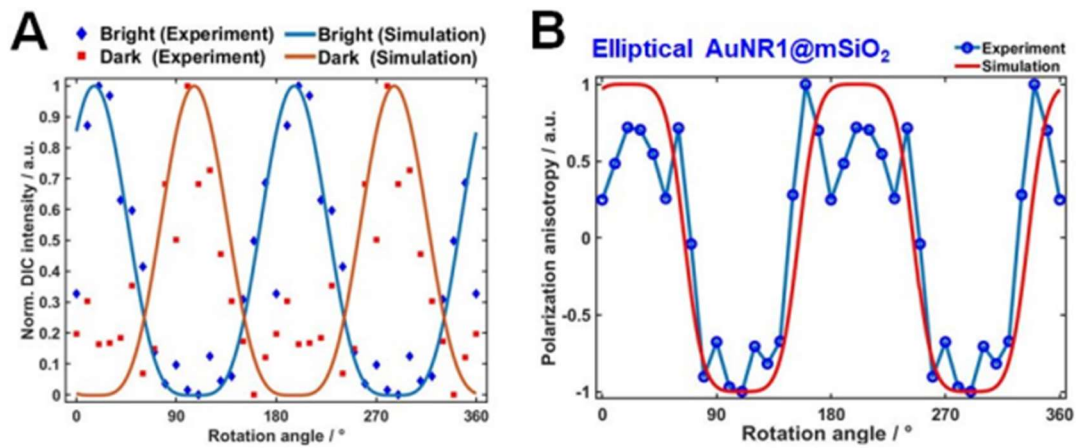 A
Bright (Experiment) Bright (Simulation)
Dark (Experiment) Dark (Simulation)
Norm. DIC intensity / a.u.
1
0.9
0.8
0.7
0.6
0.5
0.4
0.3
0.2
0.1
0
0 90 180 270 360
Rotation angle / °
B
Elliptical AuNR1@mSiO₂
Experiment
Simulation
Polarization anisotropy / a.u.
1
0.5
0
-0.5
-1
0 90 180 270 360
Rotation angle / °